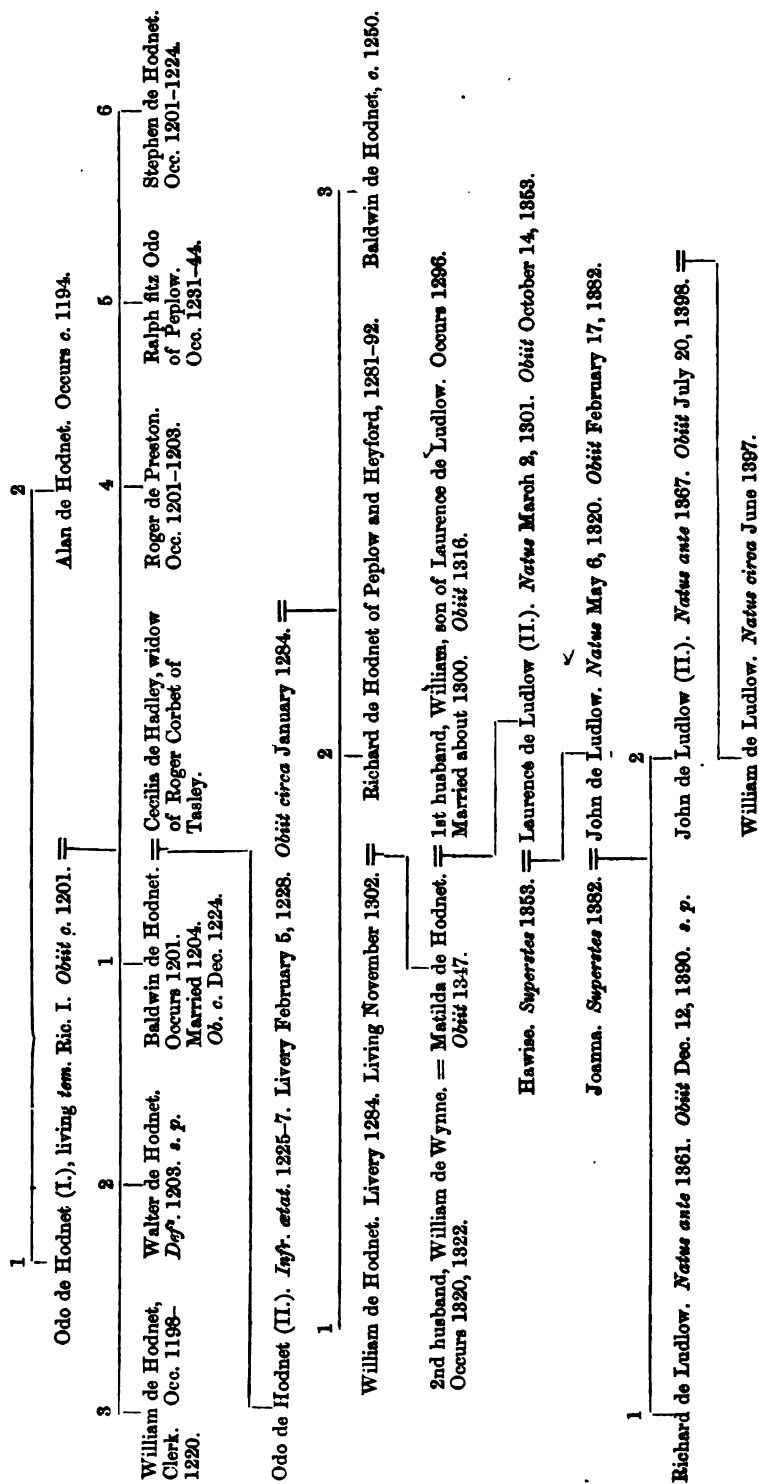 1
2
Odo de Hodnet (I.), living tem. Ric. I. Obiit c. 1201. =
Alan de Hodnet. Occurs c. 1194.
3
2
1
4
5
6
William de Hodnet,
Clerk. Occ. 1198–
1220.
Walter de Hodnet.
Defs. 1203. s. p.
Baldwin de Hodnet. =
Occurs 1201.
Married 1204.
Ob. c. Dec. 1224.
Cecilia de Hadley, widow
of Roger Corbet of
Tasley.
Roger de Preston.
Occ. 1201–1203.
Ralph fitz Odo
of Peplow.
Occ. 1231–44.
Stephen de Hodnet.
Occ. 1201–1224.
Odo de Hodnet (II.). Infr. ætat. 1225–7. Livery February 5, 1228. Obiit circa January 1284. =
1
2
3
William de Hodnet. Livery 1284. Living November 1302. =
Richard de Hodnet of Peplow and Heyford, 1281–92.
Baldwin de Hodnet, c. 1250.
2nd husband, William de Wynne. = Matilda de Hodnet. = 1st husband, William, son of Laurence de Ludlow. Occurs 1296.
Occurs 1320, 1322.
Obiit 1347.
Married about 1300. Obiit 1316.
Hawise. Superstes 1353. = Laurence de Ludlow (II.). Natus March 2, 1301. Obiit October 14, 1353.
Joanna. Superstes 1382. = John de Ludlow. Natus May 6, 1320. Obiit February 17, 1382.
1
2
Richard de Ludlow. Natus ante 1361. Obiit Dec. 12, 1390. s. p.
John de Ludlow (II.). Natus ante 1367. Obiit July 20, 1398. =
William de Ludlow. Natus circa June 1397.